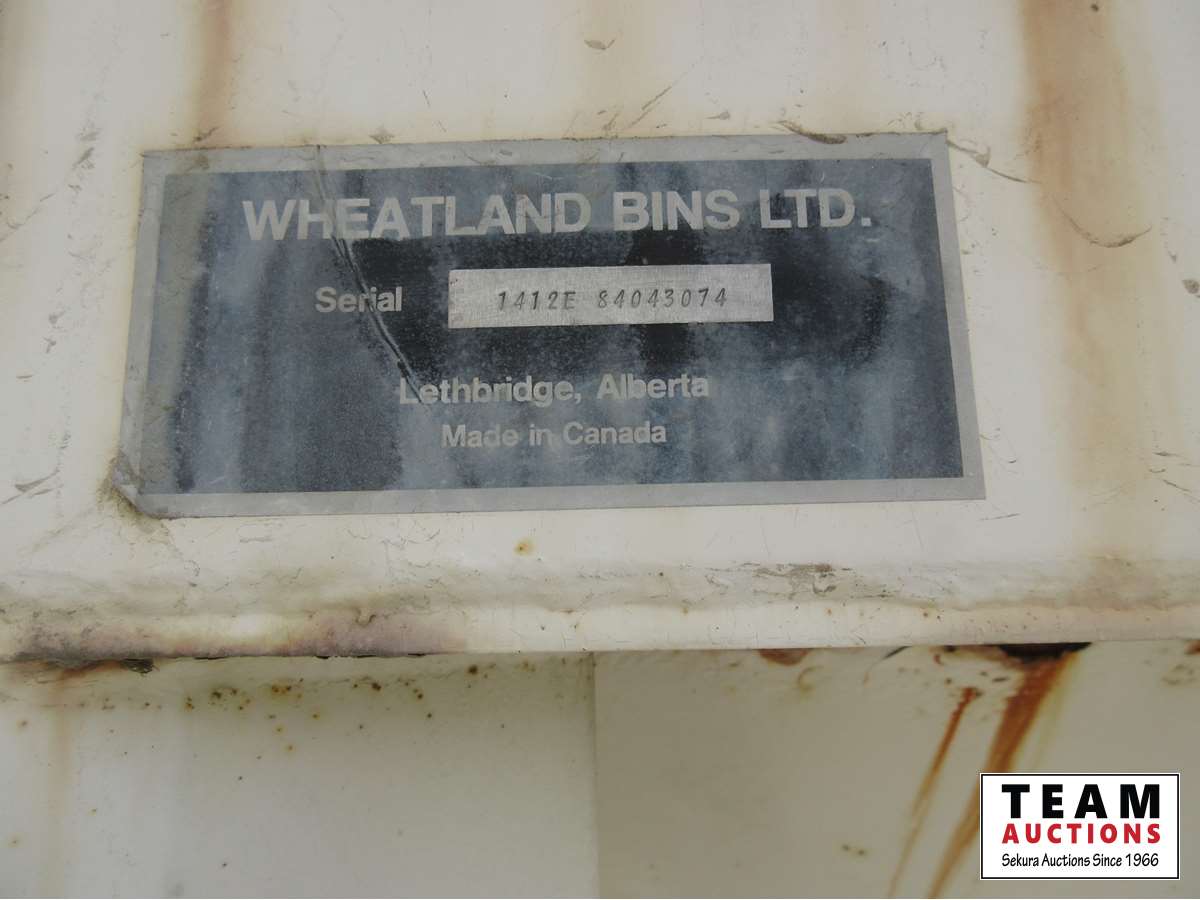 WHEATLAND BINS LTD.
Serial 1412E 84043074
Lethbridge, Alberta
Made in Canada
TEAM
AUCTIONS
Sekura Auctions Since 1966